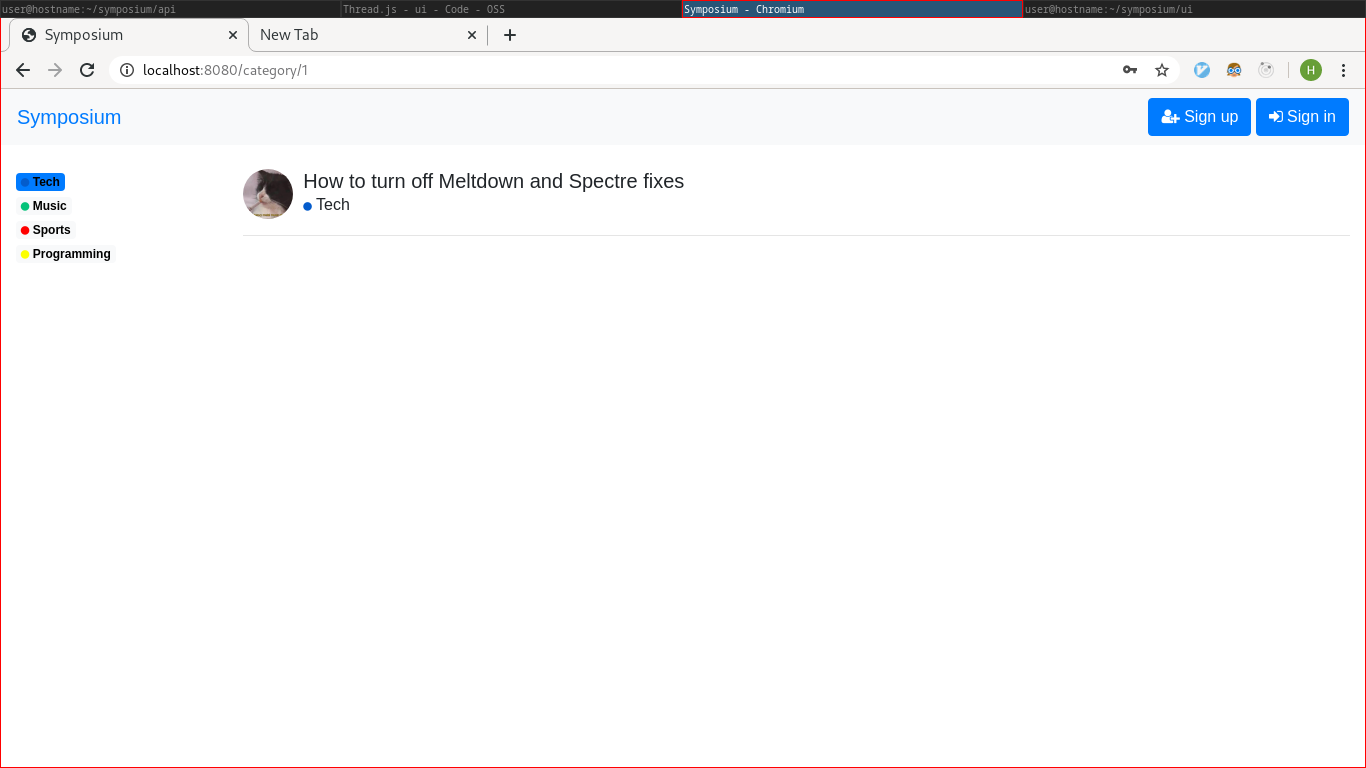 user@hostname:~/symposium/api
Thread.js - ui - Code - OSS
Symposium - Chromium
user@hostname:~/symposium/ui
Symposium
New Tab
localhost:8080/category/1
H
Symposium
Sign up
Sign in
Tech
Music
Sports
Programming
How to turn off Meltdown and Spectre fixes
Tech